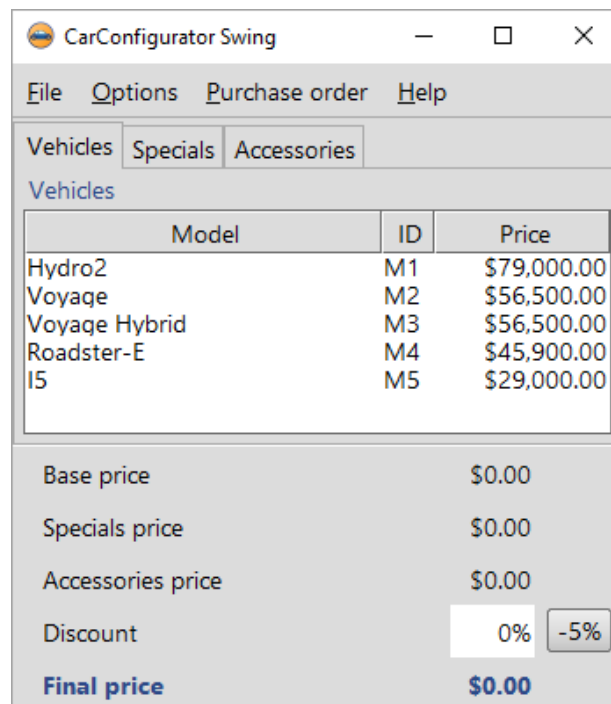 CarConfigurator Swing
File Options Purchase order Help
Vehicles Specials Accessories
Vehicles
Model ID Price
Hydro2 M1 $79,000.00
Voyage M2 $56,500.00
Voyage Hybrid M3 $56,500.00
Roadster-E M4 $45,900.00
I5 M5 $29,000.00
Base price $0.00
Specials price $0.00
Accessories price $0.00
Discount 0% -5%
Final price $0.00